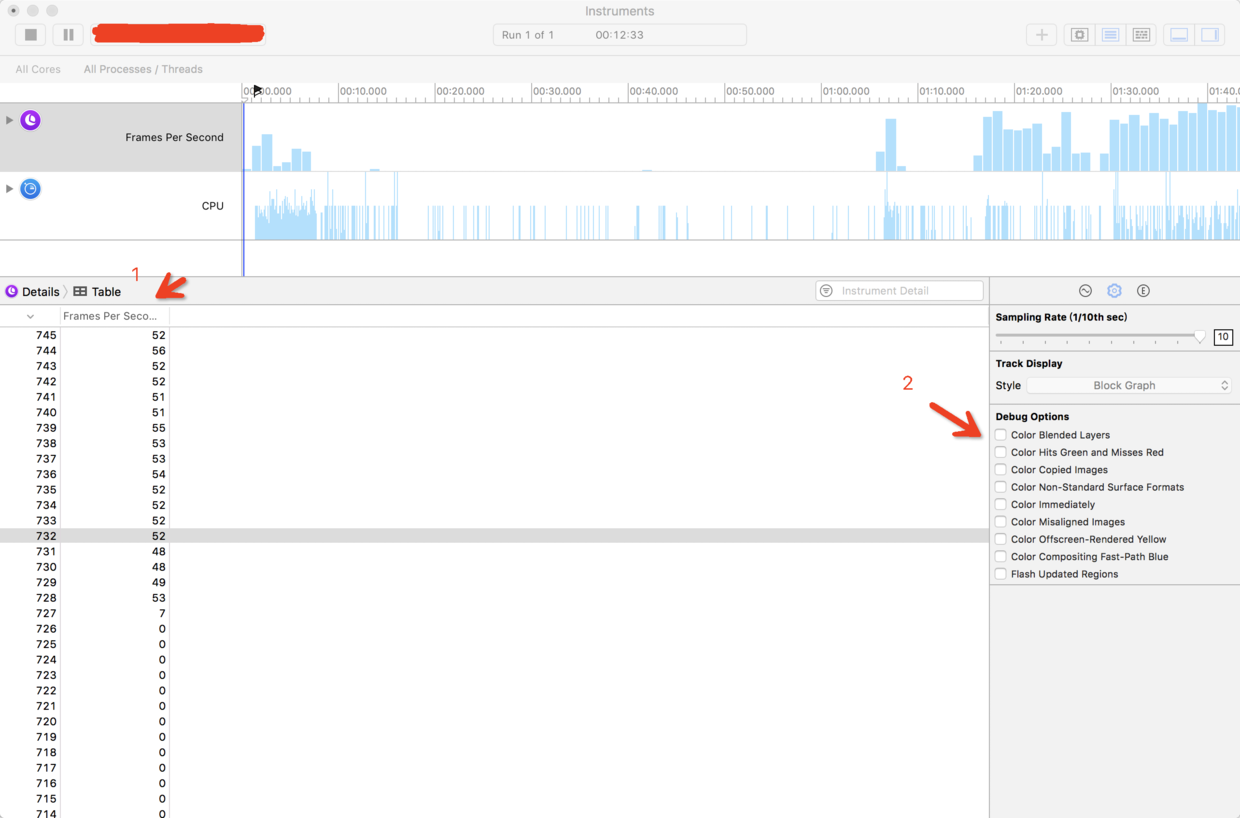 Instruments
Run 1 of 1 00:12:33
All Cores All Processes / Threads
00:00.000 00:10.000 00:20.000 00:30.000 00:40.000 00:50.000 01:00.000 01:10.000 01:20.000 01:30.000 01:40.0
Frames Per Second
CPU
1
Details Table
Instrument Detail
E
Frames Per Seco...
Sampling Rate (1/10th sec)
10
Track Display
Style Block Graph
2
Debug Options
Color Blended Layers
Color Hits Green and Misses Red
Color Copied Images
Color Non-Standard Surface Formats
Color Immediately
Color Misaligned Images
Color Offscreen-Rendered Yellow
Color Compositing Fast-Path Blue
Flash Updated Regions
745 52
744 56
743 52
742 52
741 51
740 51
739 55
738 53
737 53
736 54
735 52
734 52
733 52
732 52
731 48
730 48
729 49
728 53
727 7
726 0
725 0
724 0
723 0
722 0
721 0
720 0
719 0
718 0
717 0
716 0
715 0
714 0